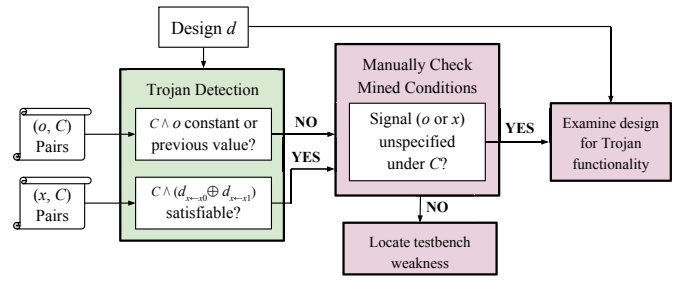 Design d
Trojan Detection
(o, C)
Pairs
C ∧ o constant or
previous value?
NO
(x, C)
Pairs
C ∧ (d_{x←x0} ⊕ d_{x←x1})
satisfiable?
YES
Manually Check
Mined Conditions
Signal (o or x)
unspecified
under C?
YES
NO
Examine design
for Trojan
functionality
Locate testbench
weakness